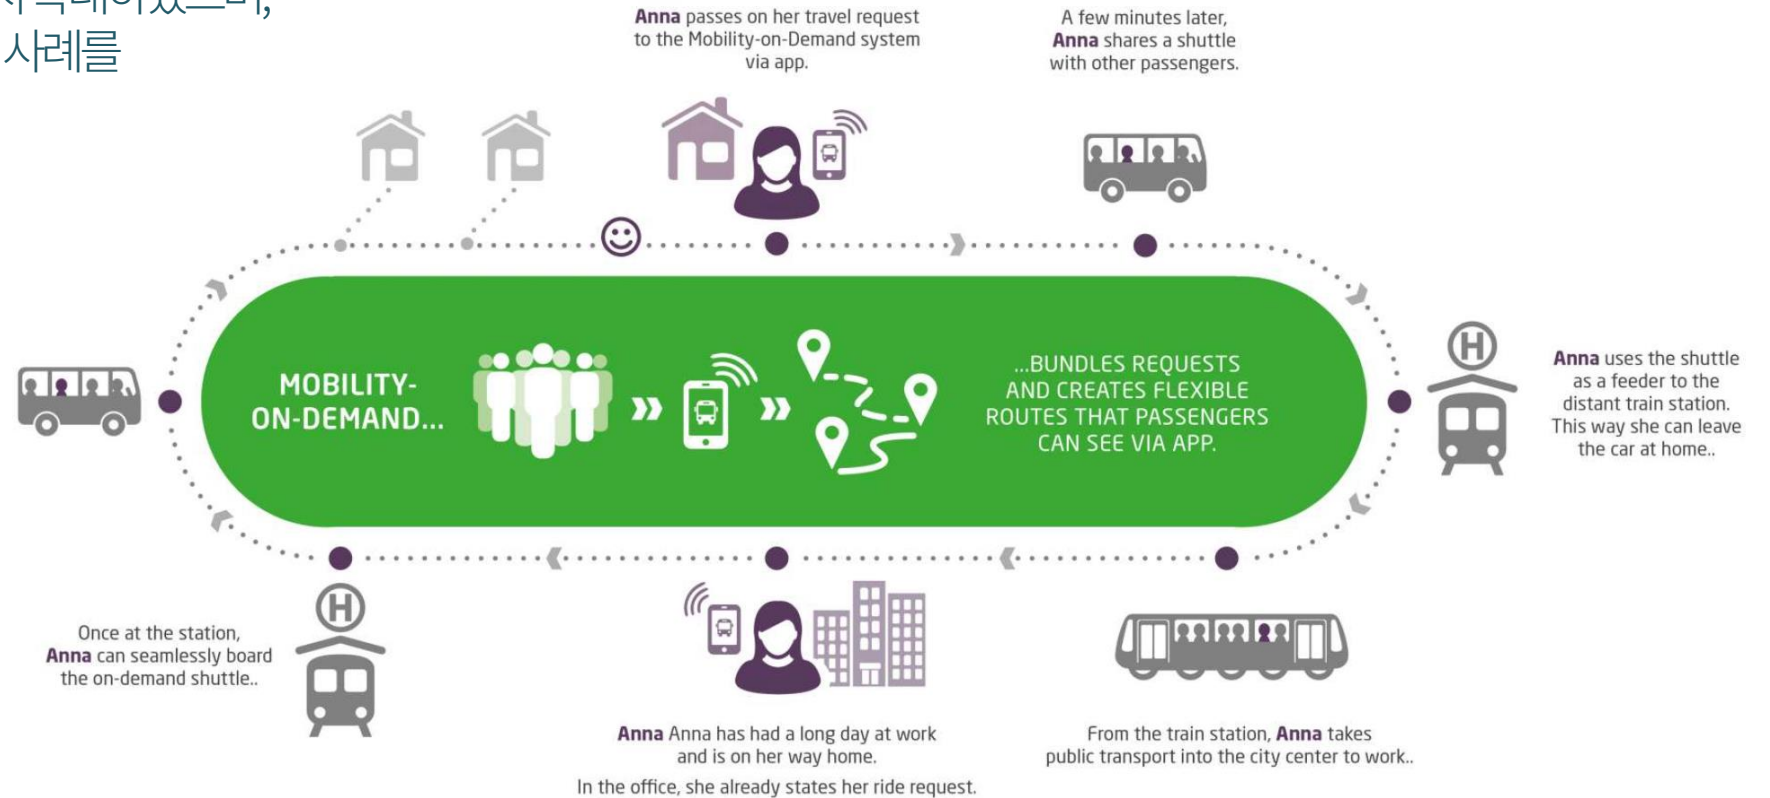 사례를
Anna passes on her travel request
to the Mobility-on-Demand system
via app.
A few minutes later,
Anna shares a shuttle
with other passengers.
MOBILITY-
ON-DEMAND...
...BUNDLES REQUESTS
AND CREATES FLEXIBLE
ROUTES THAT PASSENGERS
CAN SEE VIA APP.
H
Anna uses the shuttle
as a feeder to the
distant train station.
This way she can leave
the car at home..
H
Once at the station,
Anna can seamlessly board
the on-demand shuttle..
Anna Anna has had a long day at work
and is on her way home.
In the office, she already states her ride request.
From the train station, Anna takes
public transport into the city center to work..